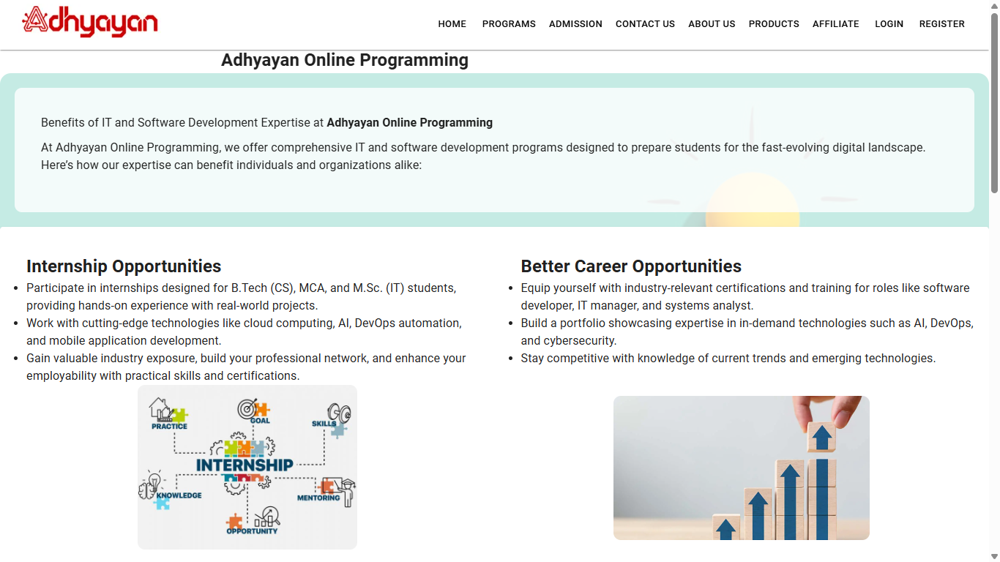 Adhyayan
HOME PROGRAMS ADMISSION CONTACT US ABOUT US PRODUCTS AFFILIATE LOGIN REGISTER
Adhyayan Online Programming
Benefits of IT and Software Development Expertise at Adhyayan Online Programming
At Adhyayan Online Programming, we offer comprehensive IT and software development programs designed to prepare students for the fast-evolving digital landscape.
Here’s how our expertise can benefit individuals and organizations alike:
Internship Opportunities
• Participate in internships designed for B.Tech (CS), MCA, and M.Sc. (IT) students,
providing hands-on experience with real-world projects.
• Work with cutting-edge technologies like cloud computing, AI, DevOps automation,
and mobile application development.
• Gain valuable industry exposure, build your professional network, and enhance your
employability with practical skills and certifications.
PRACTICE
GOAL
SKILLS
INTERNSHIP
KNOWLEDGE
MENTORING
OPPORTUNITY
Better Career Opportunities
• Equip yourself with industry-relevant certifications and training for roles like software
developer, IT manager, and systems analyst.
• Build a portfolio showcasing expertise in in-demand technologies such as AI, DevOps,
and cybersecurity.
• Stay competitive with knowledge of current trends and emerging technologies.